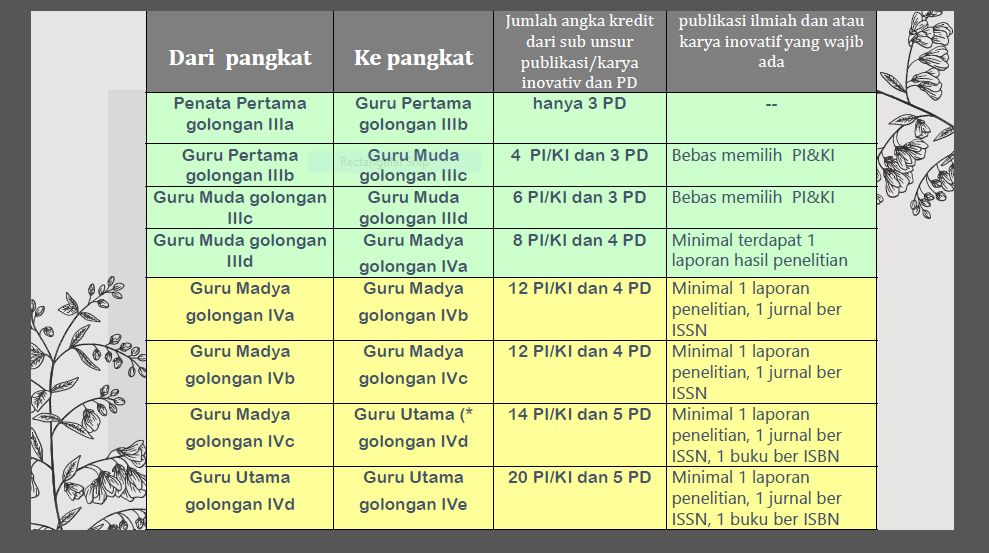 Dari pangkat
Ke pangkat
Jumlah angka kredit
dari sub unsur
publikasi/karya
inovativ dan PD
publikasi ilmiah dan atau
karya inovatif yang wajib
ada
Penata Pertama
golongan IIIa
Guru Pertama
golongan IIIb
hanya 3 PD
--
Guru Pertama
golongan IIIb
Guru Muda
golongan IIIc
4 PI/KI dan 3 PD
Bebas memilih PI&KI
Rectangular Snip
Guru Muda golongan
IIIc
Guru Muda
golongan IIId
6 PI/KI dan 3 PD
Bebas memilih PI&KI
Guru Muda golongan
IIId
Guru Madya
golongan IVa
8 PI/KI dan 4 PD
Minimal terdapat 1
laporan hasil penelitian
Guru Madya
golongan IVa
Guru Madya
golongan IVb
12 PI/KI dan 4 PD
Minimal 1 laporan
penelitian, 1 jurnal ber
ISSN
Guru Madya
golongan IVb
Guru Madya
golongan IVc
12 PI/KI dan 4 PD
Minimal 1 laporan
penelitian, 1 jurnal ber
ISSN
Guru Madya
golongan IVc
Guru Utama (*
golongan IVd
14 PI/KI dan 5 PD
Minimal 1 laporan
penelitian, 1 jurnal ber
ISSN, 1 buku ber ISBN
Guru Utama
golongan IVd
Guru Utama
golongan IVe
20 PI/KI dan 5 PD
Minimal 1 laporan
penelitian, 1 jurnal ber
ISSN, 1 buku ber ISBN